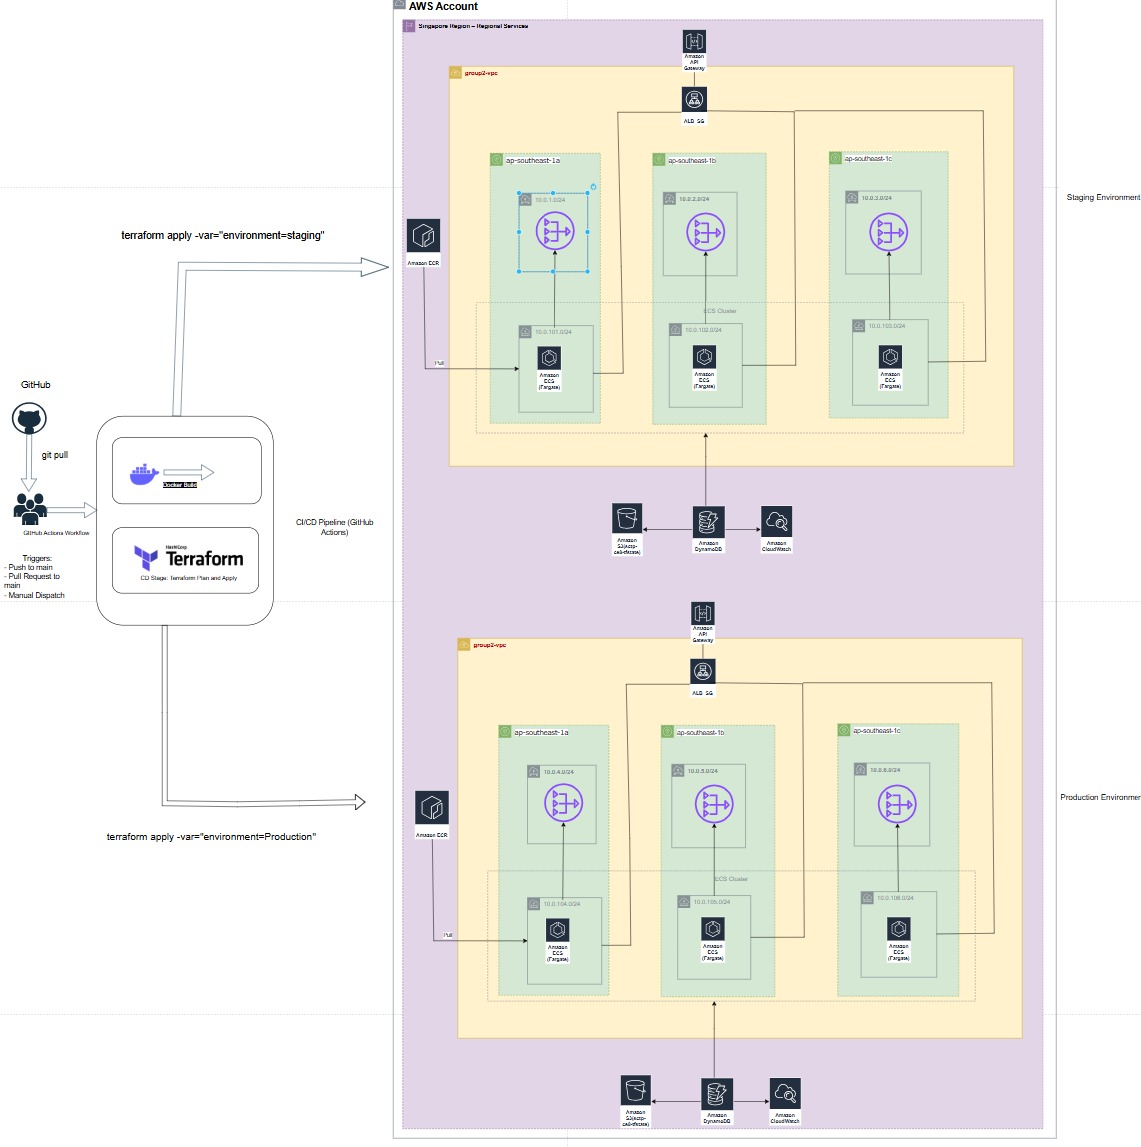 AWS Account
Singapore Region – Regional Services
Amazon
API
Gateway
group2-vpc
ALB SG
ap-southeast-1a
ap-southeast-1b
ap-southeast-1c
10.0.1.0/24
10.0.2.0/24
10.0.3.0/24
Staging Environment
terraform apply -var="environment=staging"
Amazon ECR
ECS Cluster
10.0.101.0/24
10.0.102.0/24
10.0.103.0/24
Pull
Amazon
ECS
(Fargate)
Amazon
ECS
(Fargate)
Amazon
ECS
(Fargate)
GitHub
git pull
Docker Build
GitHub Actions Workflow
CI/CD Pipeline (GitHub
Actions)
HashiCorp
Terraform
CD Stage: Terraform Plan and Apply
Triggers:
- Push to main
- Pull Request to
main
- Manual Dispatch
Amazon
Amazon
DynamoDB
Amazon
CloudWatch
Amazon
API
Gateway
group2-vpc
ALB SG
ap-southeast-1a
ap-southeast-1b
ap-southeast-1c
10.0.4.0/24
10.0.5.0/24
10.0.6.0/24
Production Environmer
terraform apply -var="environment=Production"
Amazon ECR
ECS Cluster
10.0.104.0/24
10.0.105.0/24
10.0.106.0/24
Pull
Amazon
ECS
(Fargate)
Amazon
ECS
(Fargate)
Amazon
ECS
(Fargate)
Amazon
Amazon
DynamoDB
Amazon
CloudWatch